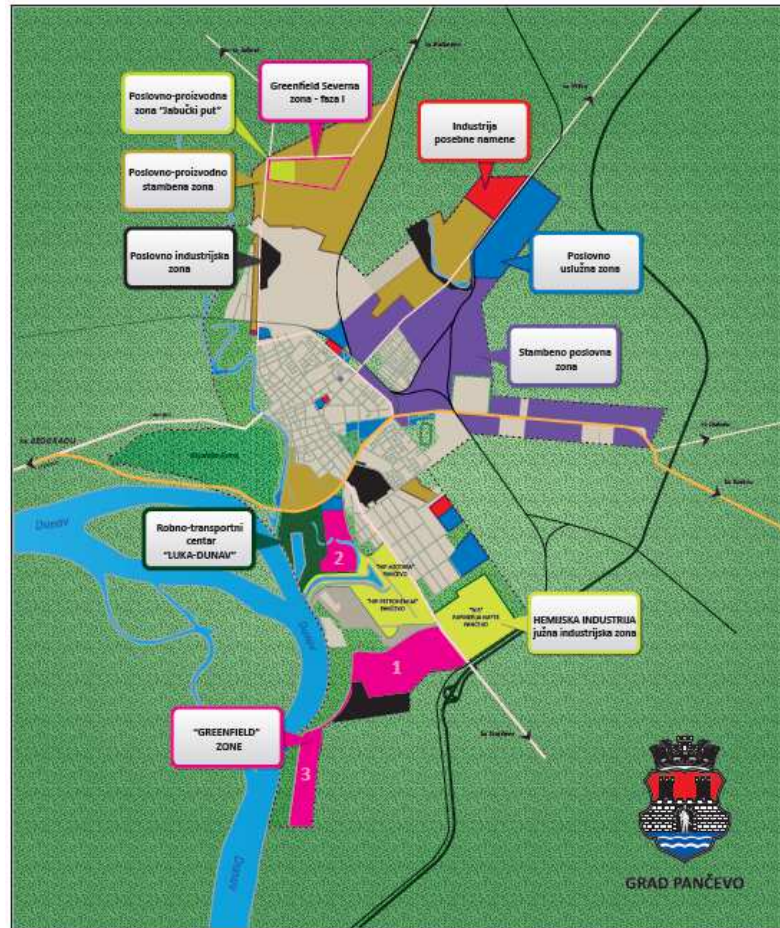 Greenfield Severna
zona - faza I
Poslovno-proizvodna
zona "Jabučki put"
Industrija
posebne namene
Poslovno-proizvodno
stambena zona
Poslovno industrijska
zona
Poslovno
uslužna zona
Stambeno poslovna
zona
Dunav
Robno-transportni
centar
"LUKA-DUNAV"
2
"HIP AZOTARA"
PANČEVO
"HIP PETROHEMIJA"
PANČEVO
"NIS"
RAFINERIJA NAFTE
PANČEVO
HEMIJSKA INDUSTRIJA
južna industrijska zona
Dunav
1
"GREENFIELD"
ZONE
3
Dunav
GRAD PANČEVO